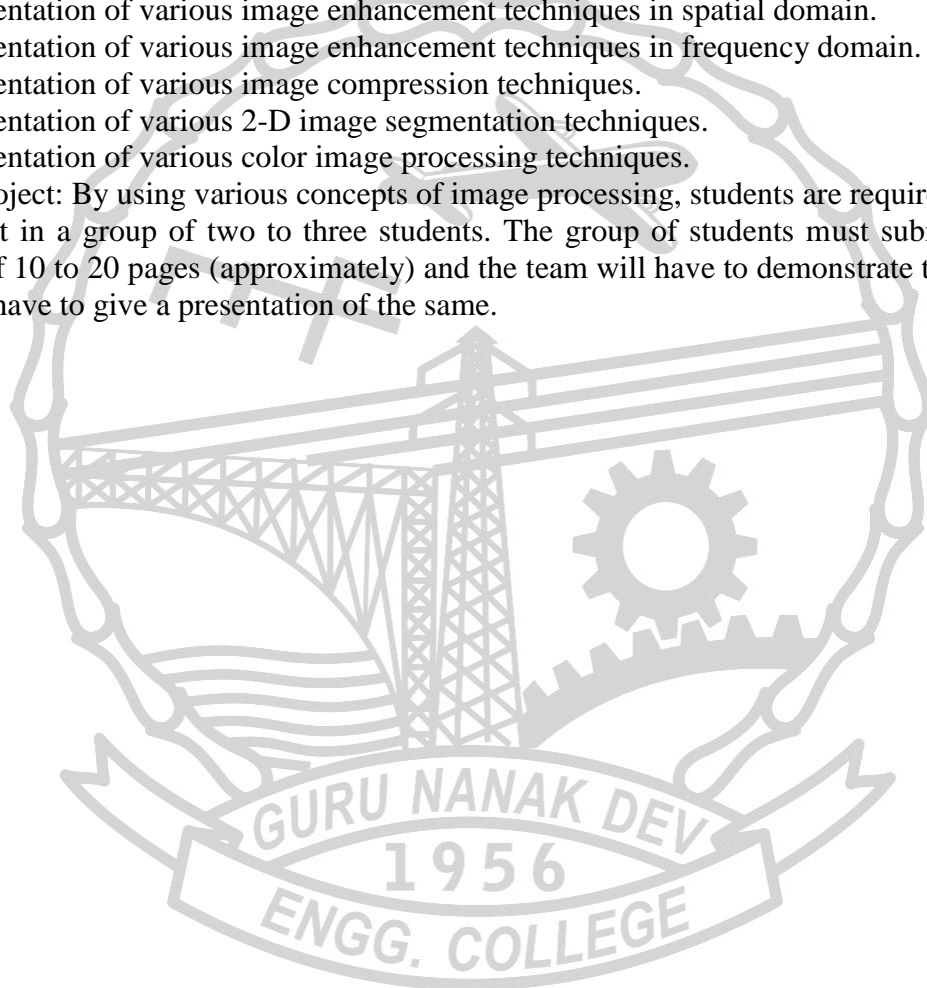 entation of various image enhancement techniques in spatial domain.
entation of various image enhancement techniques in frequency domain.
entation of various image compression techniques.
entation of various 2-D image segmentation techniques.
entation of various color image processing techniques.
oject: By using various concepts of image processing, students are require
t in a group of two to three students. The group of students must subm
f 10 to 20 pages (approximately) and the team will have to demonstrate t
have to give a presentation of the same.
GURU NANAK DEV
1956
ENGG. COLLEGE